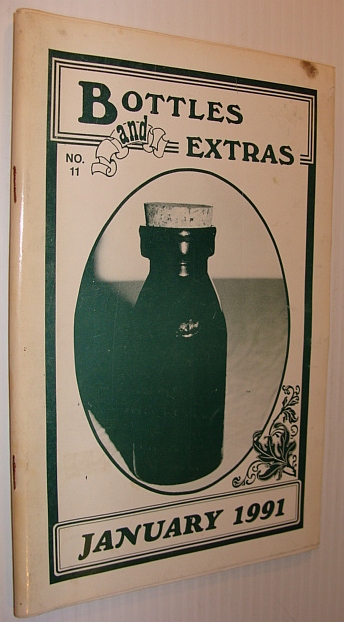 BOTTLES
and
EXTRAS
NO.
11
JANUARY 1991